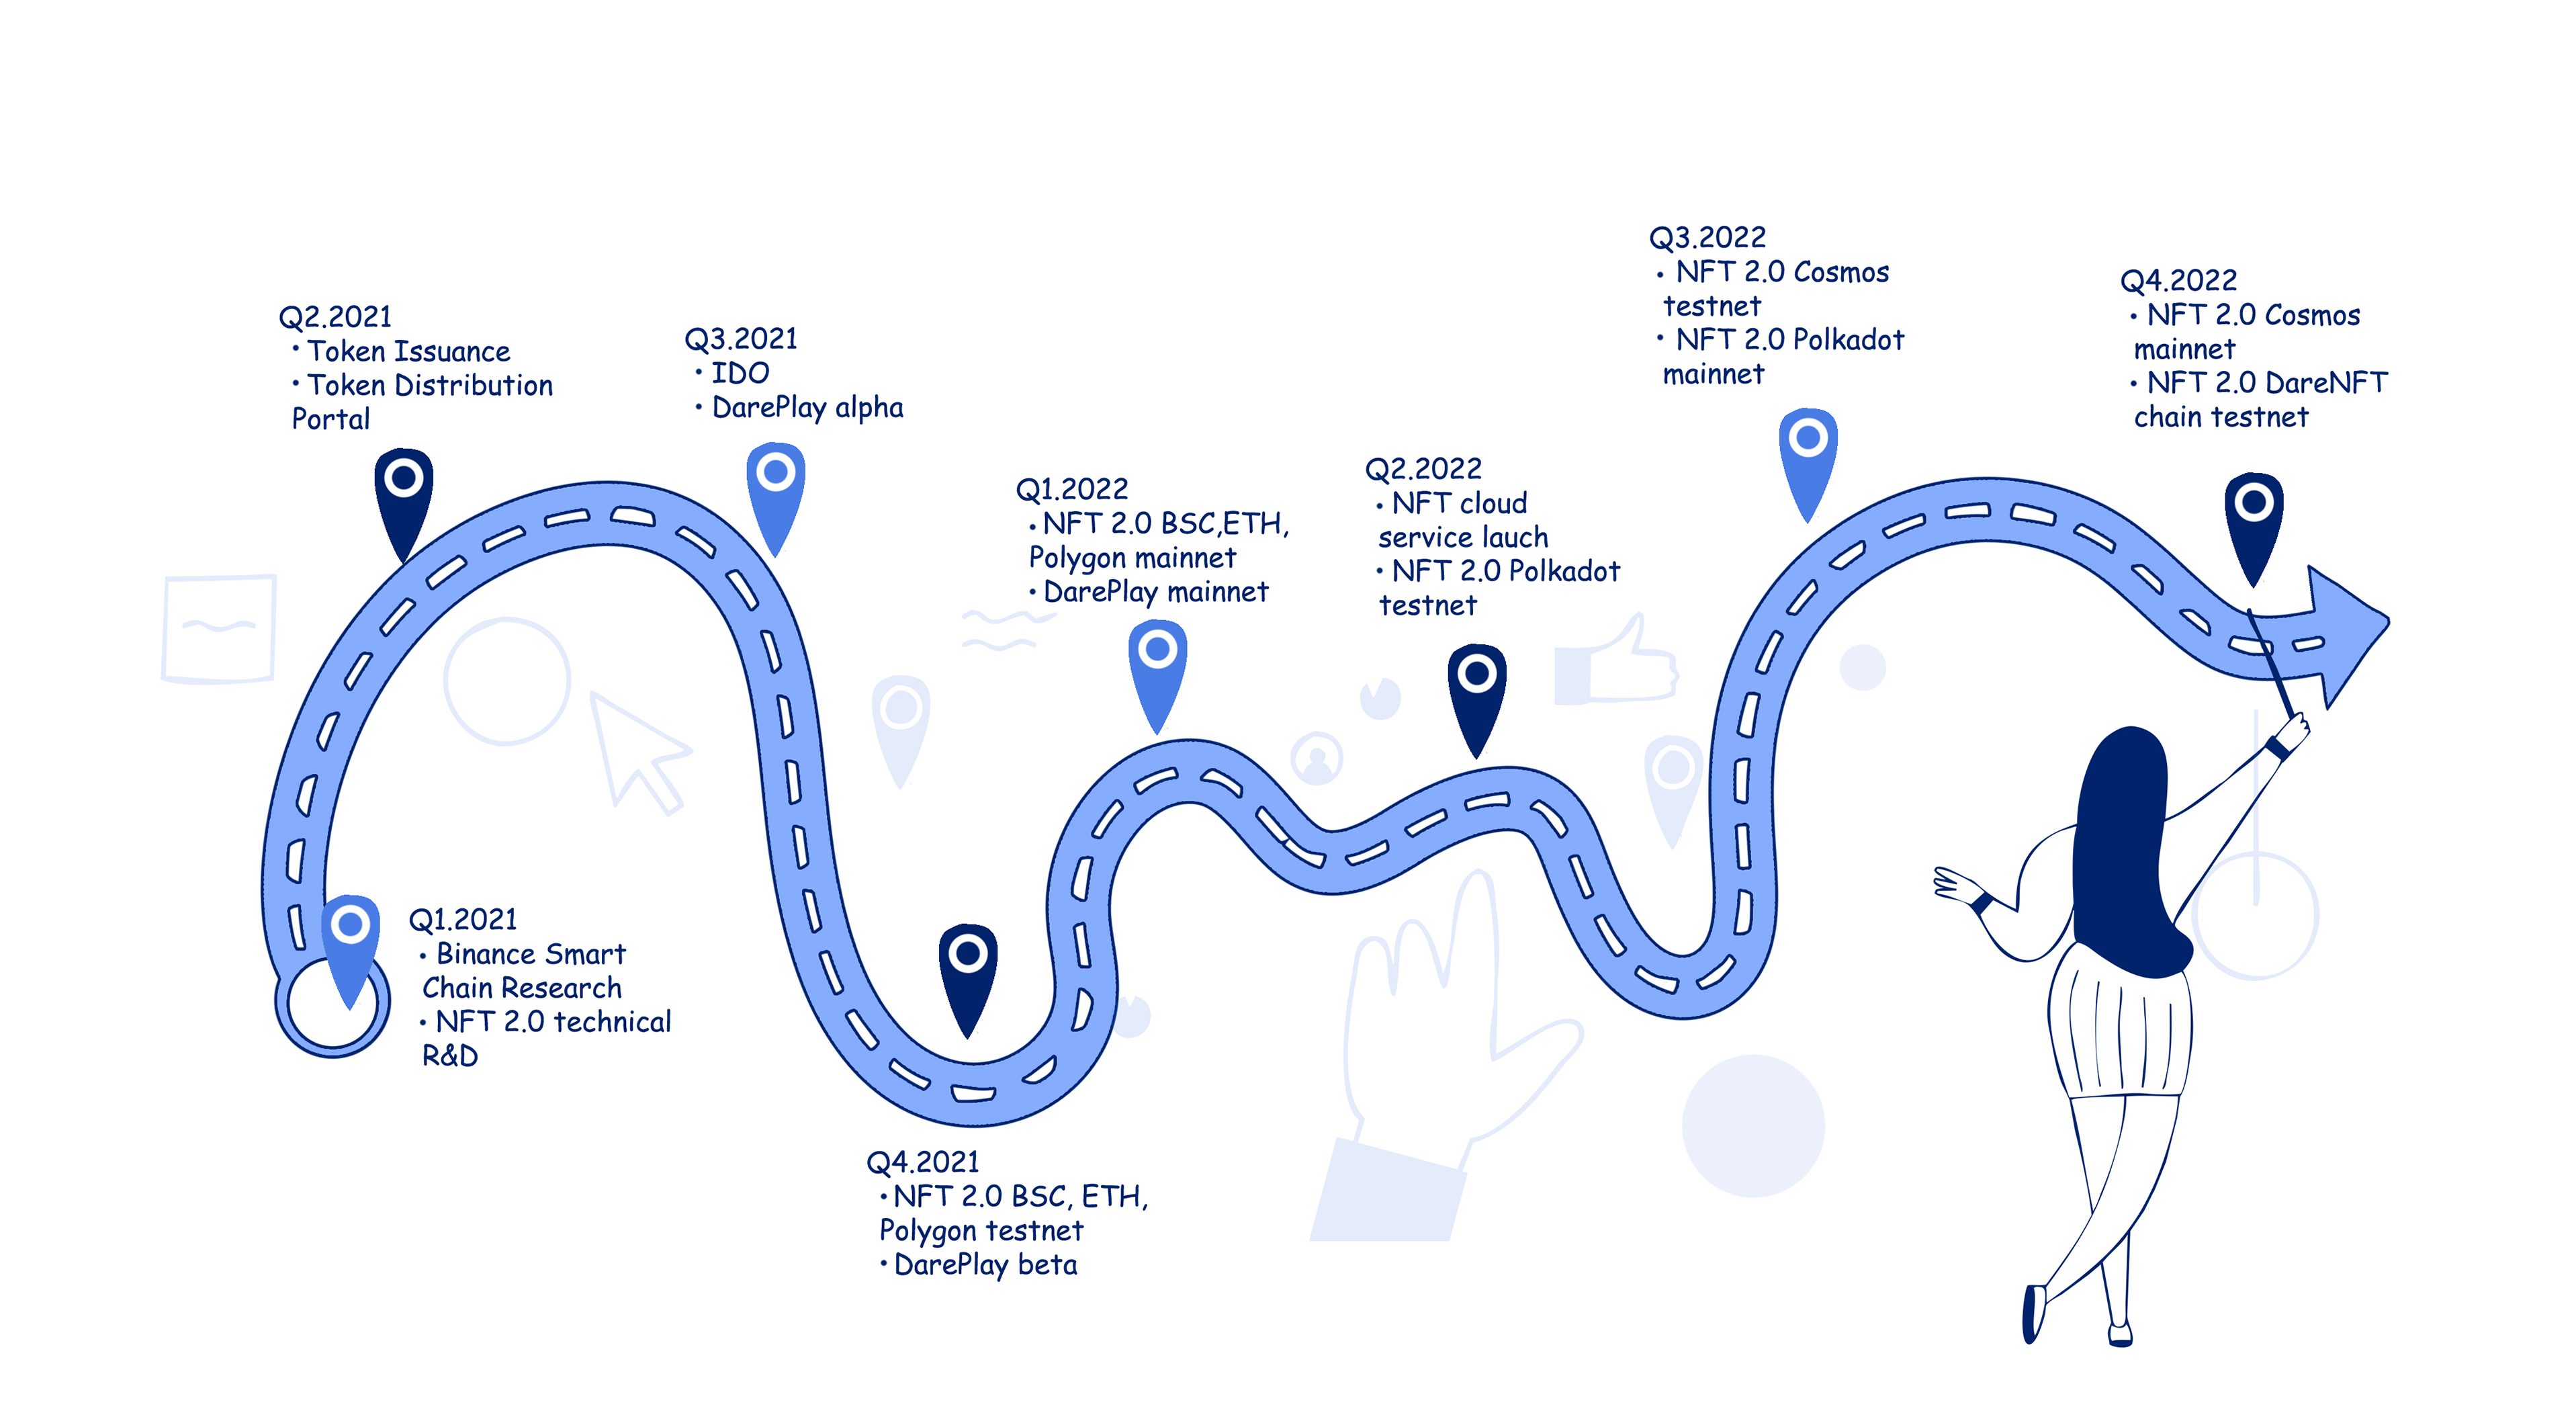 Q1.2021
• Binance Smart
Chain Research
• NFT 2.0 technical
R&D
Q2.2021
• Token Issuance
• Token Distribution
Portal
Q3.2021
• IDO
• DarePlay alpha
Q4.2021
• NFT 2.0 BSC, ETH,
Polygon testnet
• DarePlay beta
Q1.2022
• NFT 2.0 BSC,ETH,
Polygon mainnet
• DarePlay mainnet
Q2.2022
• NFT cloud
service lauch
• NFT 2.0 Polkadot
testnet
Q3.2022
• NFT 2.0 Cosmos
testnet
• NFT 2.0 Polkadot
mainnet
Q4.2022
• NFT 2.0 Cosmos
mainnet
• NFT 2.0 DareNFT
chain testnet